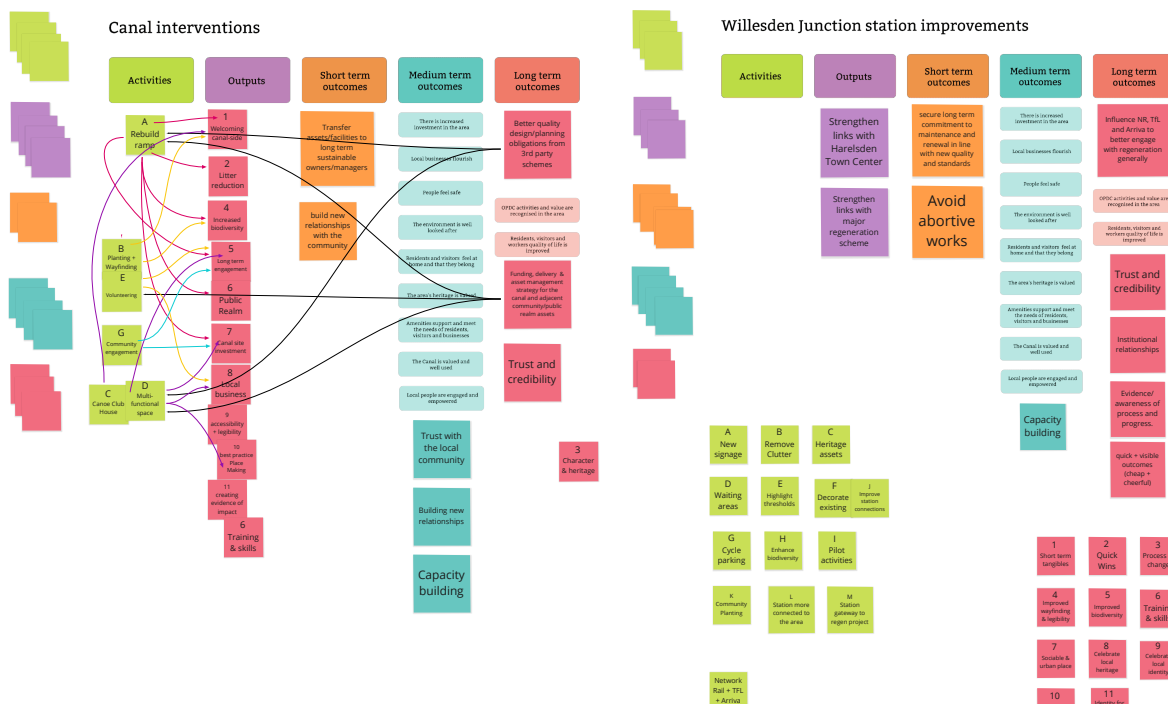 Canal interventions
Activities
Outputs
Short term
outcomes
Medium term
outcomes
Long term
outcomes
A
Rebuild
ramp
B
Planting +
Wayfinding
E
Volunteering
G
Community
engagement
C
Canoe Club
House
D
Multi-
functional
space
1
Welcoming
canal-side
2
Litter
reduction
4
Increased
biodiversity
5
Long term
engagement
6
Public
Realm
7
Canal site
investment
8
Local
business
9
accessibility
+ legibility
10
best practice
Place
Making
11
creating
evidence of
impact
6
Training
& skills
Transfer
assets/facilities to
long term
sustainable
owners/managers
build new
relationships
with the
community
There is increased
investment in the area
Local businesses flourish
People feel safe
The environment is well
looked after
Residents and visitors feel at
home and that they belong
The area's heritage is valued
Amenities support and meet
the needs of residents,
visitors and businesses
The Canal is valued and
well used
Local people are engaged and
empowered
Trust with
the local
community
Building new
relationships
Capacity
building
Better quality
design/planning
obligations from
3rd party
schemes
OPDC activities and value are
recognised in the area
Residents, visitors and
workers quality of life is
improved
Funding, delivery &
asset management
strategy for the
canal and adjacent
community/public
realm assets
Trust and
credibility
3
Character
& heritage
Willesden Junction station improvements
Activities
Outputs
Short term
outcomes
Medium term
outcomes
Long term
outcomes
Strengthen
links with
Harelsden
Town Center
Strengthen
links with
major
regeneration
scheme
secure long term
commitment to
maintenance and
renewal in line
with new quality
and standards
Avoid
abortive
works
There is increased
investment in the area
Local businesses flourish
People feel safe
The environment is well
looked after
Residents and visitors feel at
home and that they belong
The area's heritage is valued
Amenities support and meet
the needs of residents,
visitors and businesses
The Canal is valued and
well used
Local people are engaged and
empowered
Capacity
building
Influence NR, TfL
and Arriva to
better engage
with regeneration
generally
OPDC activities and value are
recognised in the area
Residents, visitors and
workers quality of life is
improved
Trust and
credibility
Institutional
relationships
Evidence/
awareness of
process and
progress.
quick + visible
outcomes
(cheap +
cheerful)
A
New
signage
B
Remove
Clutter
C
Heritage
assets
D
Waiting
areas
E
Highlight
thresholds
F
Decorate
existing
J
Improve
station
connections
G
Cycle
parking
H
Enhance
biodiversity
I
Pilot
activities
K
Community
Planting
L
Station more
connected to
the area
M
Station
gateway to
regen project
Network
Rail + TFL
+ Arriva
1
Short term
tangibles
2
Quick
Wins
3
Process
change
4
Improved
wayfinding
& legibility
5
Improved
biodiversity
6
Training
& skills
7
Sociable &
urban place
8
Celebrate
local
heritage
9
Celebrate
local
identity
10
11
Identity for